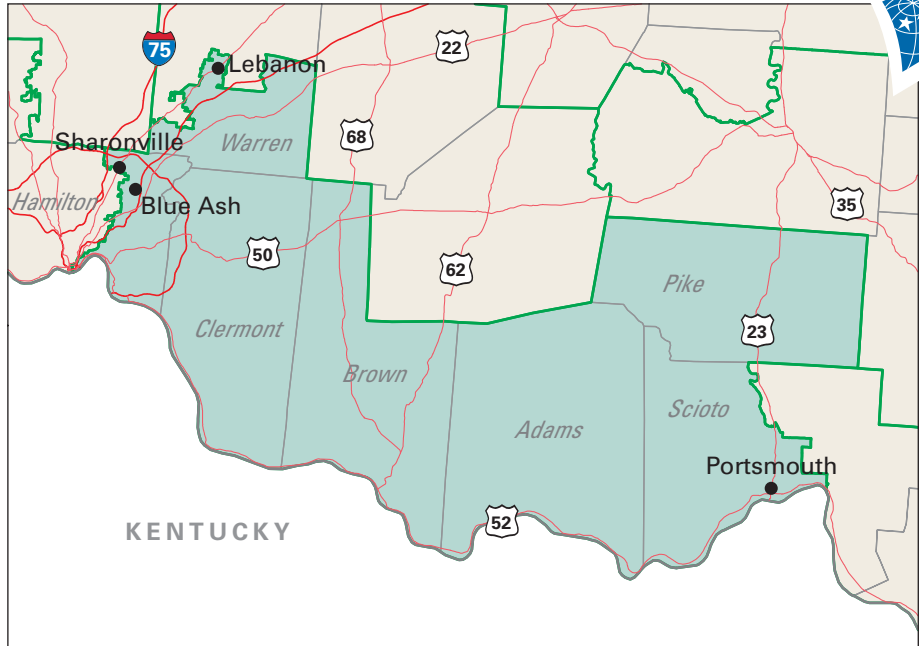 22
75
Lebanon
68
Warren
Sharonville
Hamilton
Blue Ash
35
50
62
Pike
Clermont
23
Brown
Scioto
Adams
Portsmouth
52
KENTUCKY